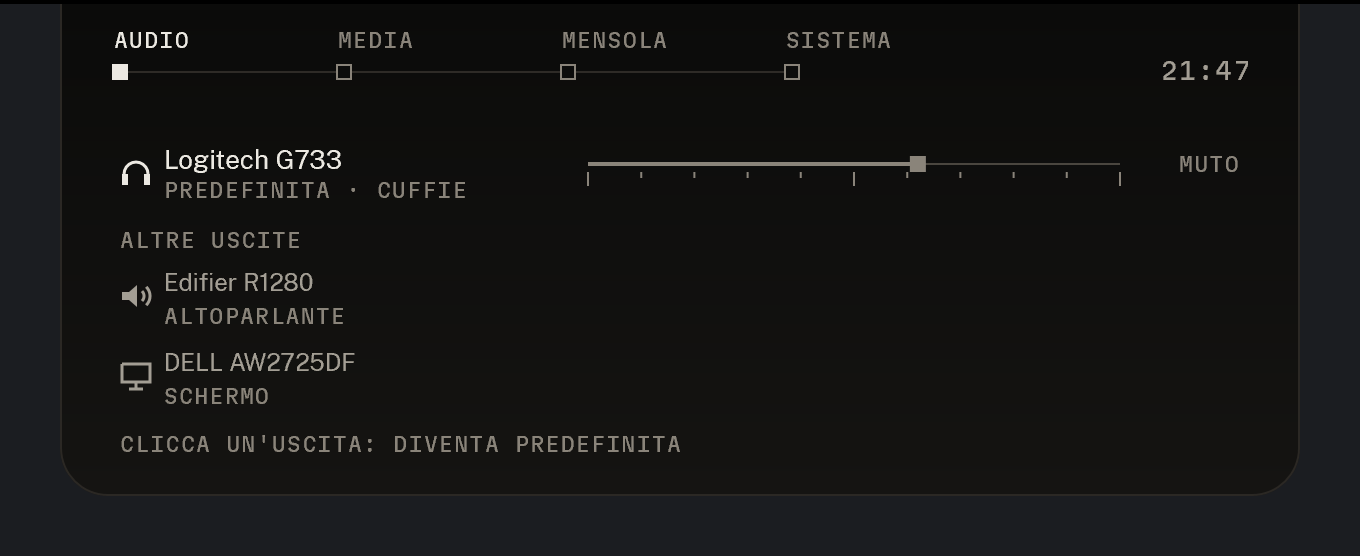 AUDIO MEDIA MENSOLA SISTEMA
21:47
Logitech G733
PREDEFINITA · CUFFIE
MUTO
ALTRE USCITE
Edifier R1280
ALTOPARLANTE
DELL AW2725DF
SCHERMO
CLICCA UN'USCITA: DIVENTA PREDEFINITA